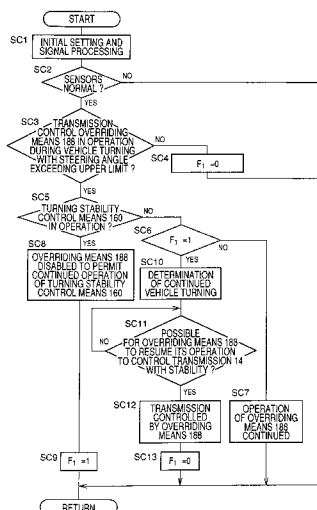 START
SC1
INITIAL SETTING AND
SIGNAL PROCESSING
SC2
SENSORS
NORMAL ?
NO
YES
SC3
TRANSMISSION
CONTROL OVERRIDING
MEANS 188 IN OPERATION
DURING VEHICLE TURNING
WITH STEERING ANGLE
EXCEEDING UPPER LIMIT ?
NO
SC4
F1 =0
YES
SC5
TURNING STABILITY
CONTROL MEANS 160
IN OPERATION ?
NO
YES
SC6
F1 =1
NO
YES
SC8
OVERRIDING MEANS 188
DISABLED TO PERMIT
CONTINUED OPERATION
OF TURNING STABILITY
CONTROL MEANS 160
SC10
DETERMINATION
OF CONTINUED
VEHICLE TURNING
SC11
POSSIBLE
FOR OVERRIDING MEANS 188
TO RESUME ITS OPERATION
TO CONTROL TRANSMISSION 14
WITH STABILITY ?
NO
YES
SC12
TRANSMISSION
CONTROLLED
BY OVERRIDING
MEANS 188
SC7
OPERATION
OF OVERRIDING
MEANS 188
CONTINUED
SC9
F1 =1
SC13
F1 =0
RETURN